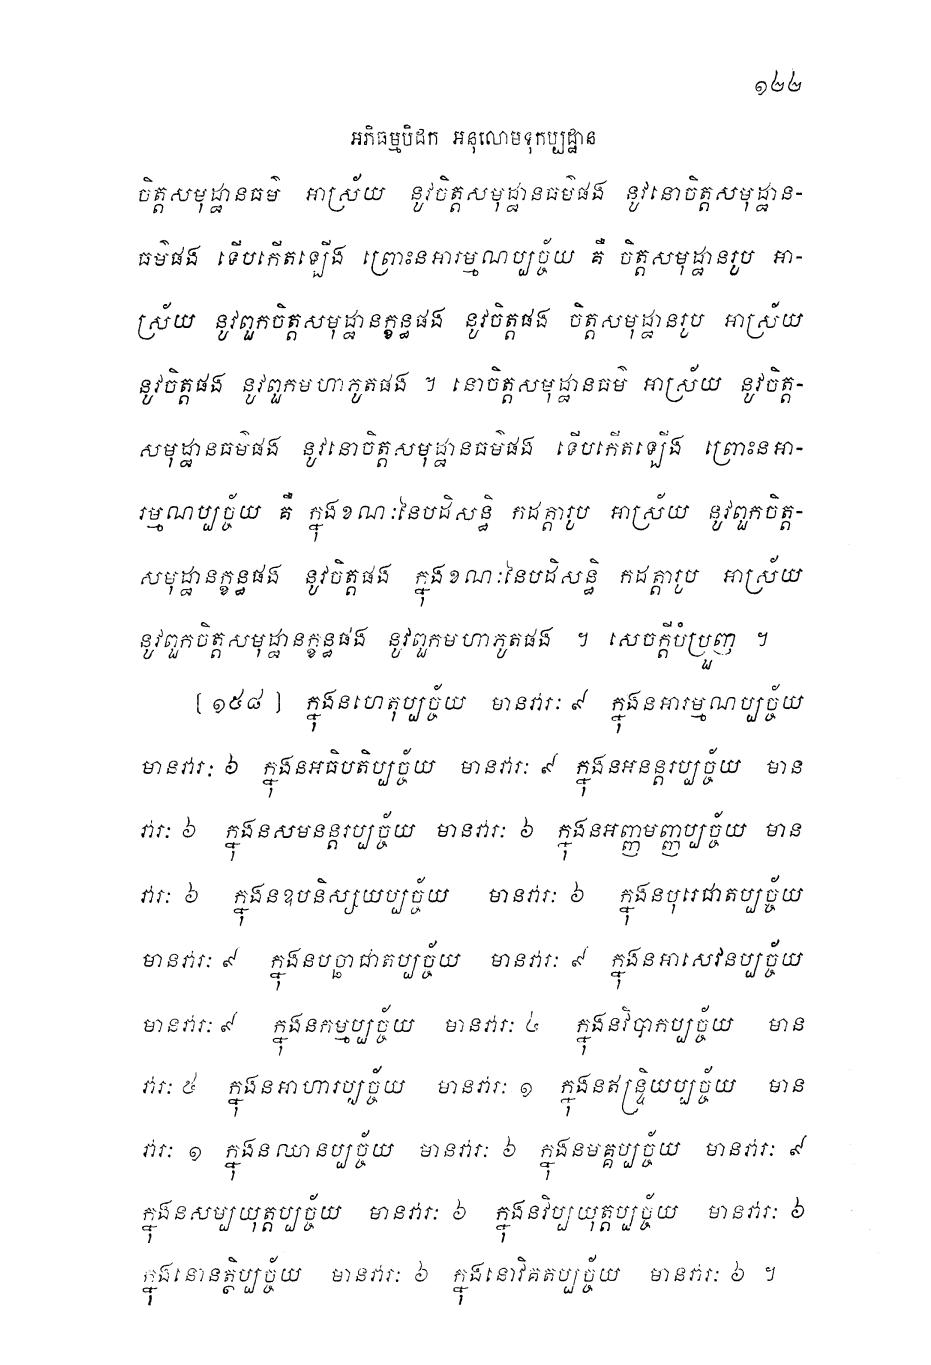 ១២២
អភិធម្មបិដក អនុលោមទុកប្បដ្ឋាន
ចិត្តសមុដ្ឋានធម៌ អាស្រ័យ នូវចិត្តសមុដ្ឋានធម៌ផង នូវនោចិត្តសមុដ្ឋាន-
ធម៌ផង ទើបកើតឡើង ព្រោះនអារម្មណប្បច្ច័យ គឺ ចិត្តសមុដ្ឋានរូប អា-
ស្រ័យ នូវពួកចិត្តសមុដ្ឋានក្ខន្ធផង នូវចិត្តផង ចិត្តសមុដ្ឋានរូប អាស្រ័យ
នូវចិត្តផង នូវពួកមហាភូតផង ។ នោចិត្តសមុដ្ឋានធម៌ អាស្រ័យ នូវចិត្ត-
សមុដ្ឋានធម៌ផង នូវនោចិត្តសមុដ្ឋានធម៌ផង ទើបកើតឡើង ព្រោះនអា-
រម្មណប្បច្ច័យ គឺ ក្នុងខណៈនៃបដិសន្ធិ កដត្តារូប អាស្រ័យ នូវពួកចិត្ត-
សមុដ្ឋានក្ខន្ធផង នូវចិត្តផង ក្នុងខណៈនៃបដិសន្ធិ កដត្តារូប អាស្រ័យ
នូវពួកចិត្តសមុដ្ឋានក្ខន្ធផង នូវពួកមហាភូតផង ។ សេចក្តីបំប្រួញ ។
[ ១៥៨ ] ក្នុងនហេតុប្បច្ច័យ មានវារៈ ៩ ក្នុងនអារម្មណប្បច្ច័យ
មានវារៈ ៦ ក្នុងនអធិបតិប្បច្ច័យ មានវារៈ ៩ ក្នុងនអនន្តរប្បច្ច័យ មាន
វារៈ ៦ ក្នុងនសមនន្តរប្បច្ច័យ មានវារៈ ៦ ក្នុងនអញ្ញមញ្ញប្បច្ច័យ មាន
វារៈ ៦ ក្នុងនឧបនិស្សយប្បច្ច័យ មានវារៈ ៦ ក្នុងនបុរេជាតប្បច្ច័យ
មានវារៈ ៩ ក្នុងនបច្ឆាជាតប្បច្ច័យ មានវារៈ ៩ ក្នុងនអាសេវនប្បច្ច័យ
មានវារៈ ៩ ក្នុងនកម្មប្បច្ច័យ មានវារៈ ៤ ក្នុងនវិបាកប្បច្ច័យ មាន
វារៈ ៥ ក្នុងនអាហារប្បច្ច័យ មានវារៈ ១ ក្នុងនឥន្ទ្រិយប្បច្ច័យ មាន
វារៈ ១ ក្នុងនឈានប្បច្ច័យ មានវារៈ ៦ ក្នុងនមគ្គប្បច្ច័យ មានវារៈ ៩
ក្នុងនសម្បយុត្តប្បច្ច័យ មានវារៈ ៦ ក្នុងនវិប្បយុត្តប្បច្ច័យ មានវារៈ ៦
ក្នុងនោនត្ថិប្បច្ច័យ មានវារៈ ៦ ក្នុងនោវិគតប្បច្ច័យ មានវារៈ ៦ ។